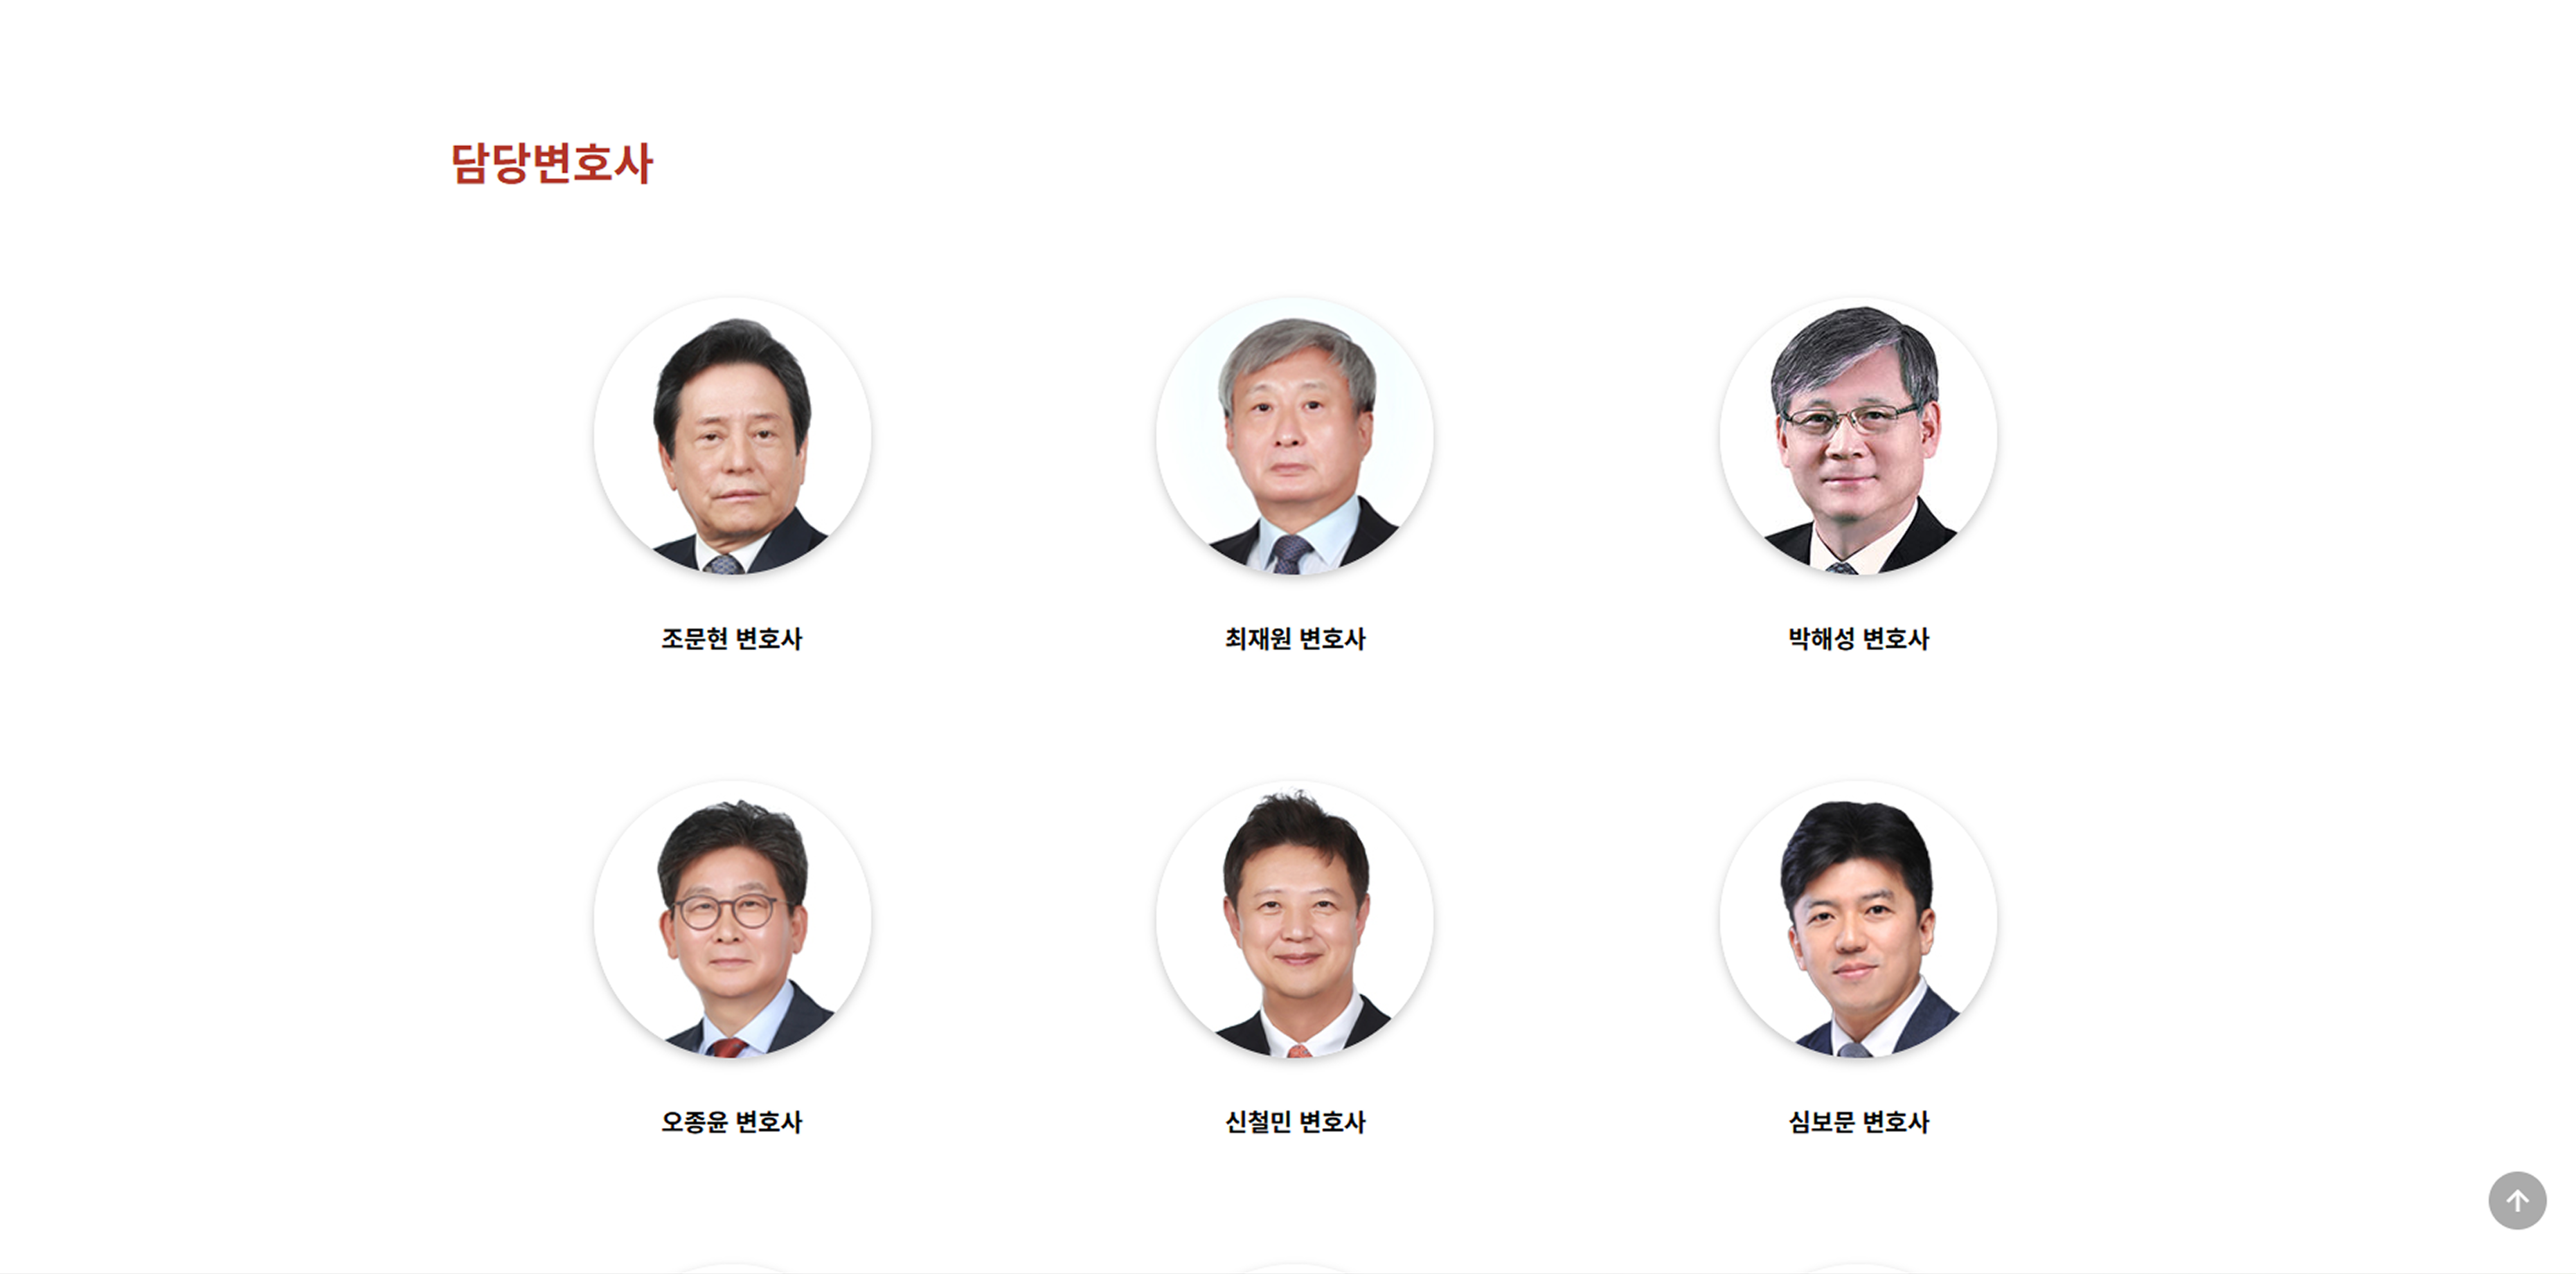 담당변호사
조문현 변호사
최재원 변호사
박해성 변호사
오종윤 변호사
신철민 변호사
심보문 변호사